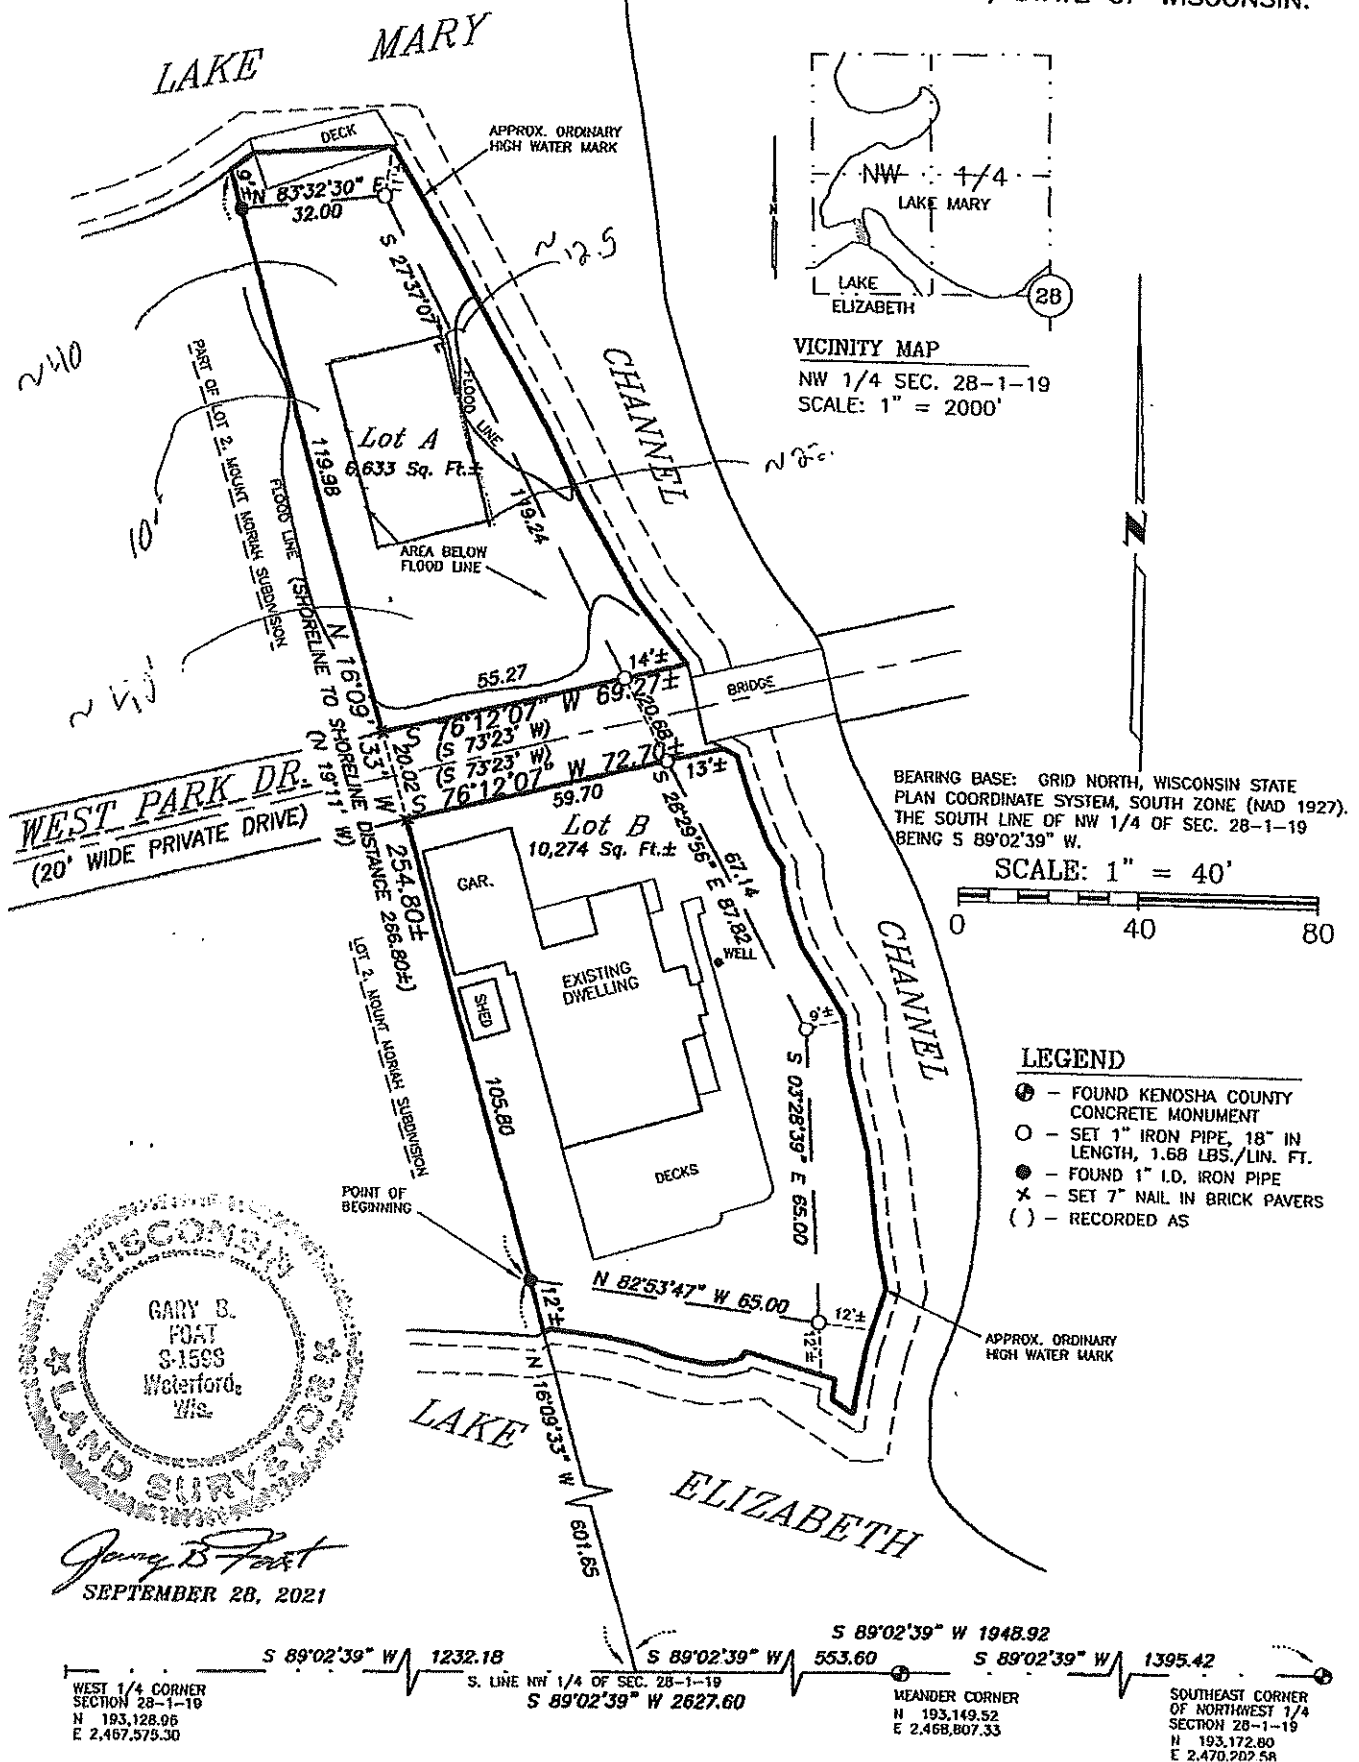 STATE OF WISCONSIN.
LAKE MARY
DECK
APPROX. ORDINARY
HIGH WATER MARK
9'±
N 83°32'30" E
32.00
S 27°37'07" E
~ 12.5
~ 40
10'
NW 1/4
LAKE MARY
LAKE
ELIZABETH
28
VICINITY MAP
NW 1/4 SEC. 28-1-19
SCALE: 1" = 2000'
N
CHANNEL
PART OF LOT 2, MOUNT MORIAH SUBDIVISION
119.98
Lot A
6,633 Sq. Ft.±
FLOOD LINE
FLOOD LINE
119.24
AREA BELOW
FLOOD LINE
N
N 16°09'33" W 254.80±
(SHORELINE TO SHORELINE DISTANCE 266.80±)
(N 19°11' W)
55.27
14'±
S 76°12'07" W 69.27±
(S 73°23' W)
20.68
BRIDGE
20.02
(S 73°23' W)
S 76°12'07" W 72.70±
59.70
13'±
WEST PARK DR.
(20' WIDE PRIVATE DRIVE)
BEARING BASE: GRID NORTH, WISCONSIN STATE
PLAN COORDINATE SYSTEM, SOUTH ZONE (NAD 1927).
THE SOUTH LINE OF NW 1/4 OF SEC. 28-1-19
BEING S 89°02'39" W.
SCALE: 1" = 40'
0 40 80
Lot B
10,274 Sq. Ft.±
S 28°29'56" E 87.82
67.14
GAR.
EXISTING
DWELLING
WELL
SHED
LOT 2, MOUNT MORIAH SUBDIVISION
105.80
9'±
S 03°28'39" E 65.00
CHANNEL
DECKS
LEGEND
– FOUND KENOSHA COUNTY
CONCRETE MONUMENT
– SET 1" IRON PIPE, 18" IN
LENGTH, 1.68 LBS./LIN. FT.
– FOUND 1" I.D. IRON PIPE
– SET 7" NAIL IN BRICK PAVERS
( ) – RECORDED AS
POINT OF
BEGINNING
N 82°53'47" W 65.00
12'±
12'±
12'±
APPROX. ORDINARY
HIGH WATER MARK
LAKE ELIZABETH
N 16°09'33" W 601.65
WISCONSIN
GARY B.
FOAT
S-1598
Waterford,
Wis.
LAND SURVEYOR
Gary B Foat
SEPTEMBER 28, 2021
S 89°02'39" W 1948.92
S 89°02'39" W 1232.18
S 89°02'39" W 553.60
S 89°02'39" W 1395.42
S. LINE NW 1/4 OF SEC. 28-1-19
S 89°02'39" W 2627.60
WEST 1/4 CORNER
SECTION 28-1-19
N 193,128.96
E 2,467,575.30
MEANDER CORNER
N 193,149.52
E 2,468,807.33
SOUTHEAST CORNER
OF NORTHWEST 1/4
SECTION 28-1-19
N 193,172.80
E 2,470,202.58